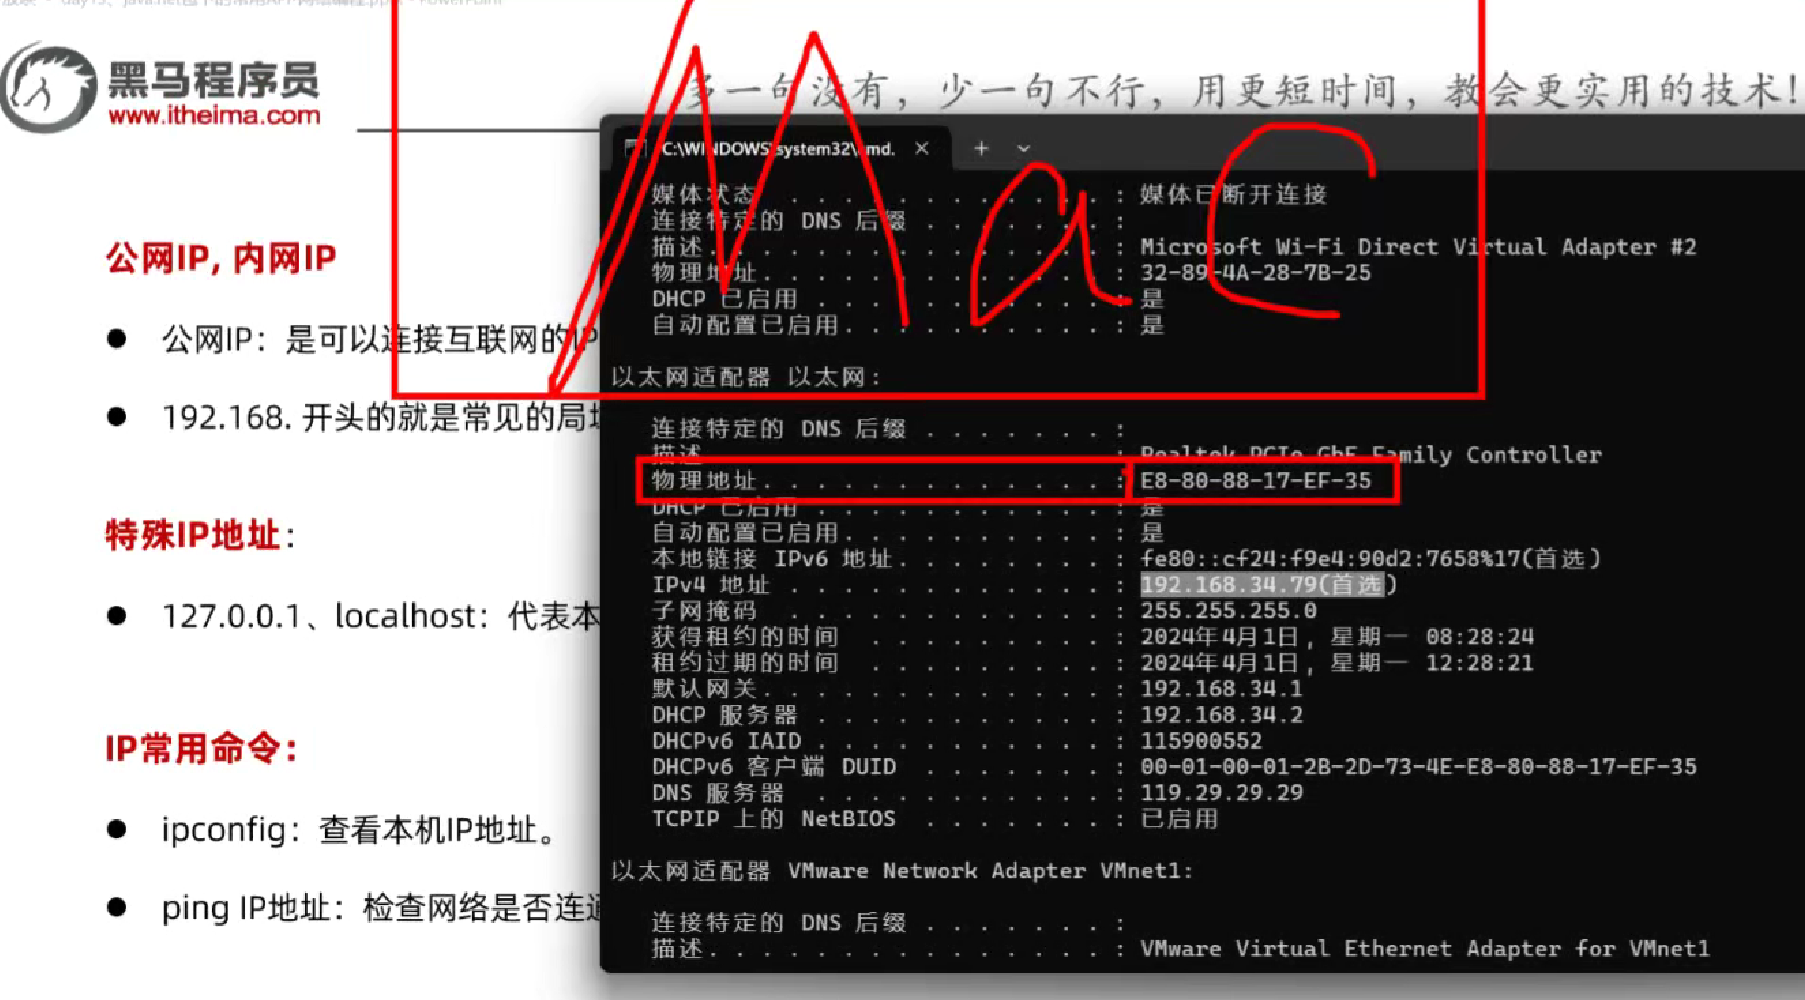 黑马程序员
www.itheima.com
多一句没有，少一句不行，用更短时间，教会更实用的技术！
公网IP, 内网IP
公网IP：是可以连接互联网的IP
192.168. 开头的就是常见的局
特殊IP地址：
127.0.0.1、localhost：代表本
IP常用命令：
ipconfig：查看本机IP地址。
ping IP地址：检查网络是否连通
C:\WINDOWS\system32\cmd.
Mac
媒体状态 . . . . . . . . . . . . : 媒体已断开连接
连接特定的 DNS 后缀 . . . . . . . :
描述. . . . . . . . . . . . . . : Microsoft Wi-Fi Direct Virtual Adapter #2
物理地址. . . . . . . . . . . . . : 32-89-4A-28-7B-25
DHCP 已启用 . . . . . . . . . . . : 是
自动配置已启用. . . . . . . . . . : 是
以太网适配器 以太网:
连接特定的 DNS 后缀 . . . . . . . :
描述. . . . . . . . . . . . . . : Realtek PCIe GbE Family Controller
物理地址. . . . . . . . . . . . . : E8-80-88-17-EF-35
DHCP 已启用 . . . . . . . . . . . : 是
自动配置已启用. . . . . . . . . . : 是
本地链接 IPv6 地址. . . . . . . . : fe80::cf24:f9e4:90d2:7658%17(首选)
IPv4 地址 . . . . . . . . . . . . : 192.168.34.79(首选)
子网掩码 . . . . . . . . . . . . : 255.255.255.0
获得租约的时间 . . . . . . . . . : 2024年4月1日, 星期一 08:28:24
租约过期的时间 . . . . . . . . . : 2024年4月1日, 星期一 12:28:21
默认网关. . . . . . . . . . . . . : 192.168.34.1
DHCP 服务器 . . . . . . . . . . . : 192.168.34.2
DHCPv6 IAID . . . . . . . . . . . : 115900552
DHCPv6 客户端 DUID . . . . . . . : 00-01-00-01-2B-2D-73-4E-E8-80-88-17-EF-35
DNS 服务器 . . . . . . . . . . . : 119.29.29.29
TCPIP 上的 NetBIOS . . . . . . . : 已启用
以太网适配器 VMware Network Adapter VMnet1:
连接特定的 DNS 后缀 . . . . . . . :
描述. . . . . . . . . . . . . . : VMware Virtual Ethernet Adapter for VMnet1